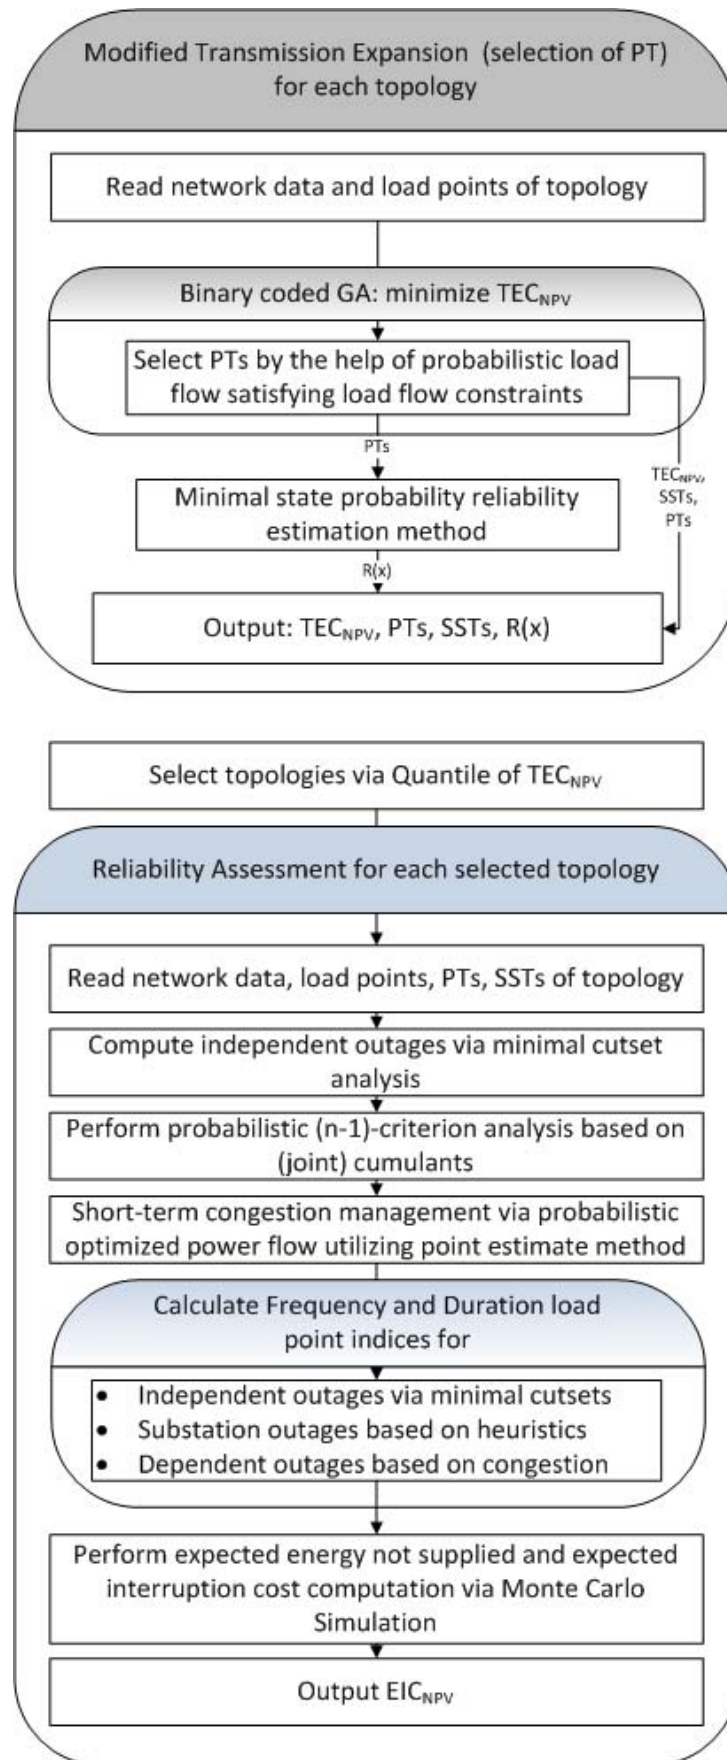 Modified Transmission Expansion (selection of PT)
for each topology
Read network data and load points of topology
Binary coded GA: minimize TEC_NPV
Select PTs by the help of probabilistic load
flow satisfying load flow constraints
PTs
TEC_NPV,
SSTs,
PTs
Minimal state probability reliability
estimation method
R(x)
Output: TEC_NPV, PTs, SSTs, R(x)
Select topologies via Quantile of TEC_NPV
Reliability Assessment for each selected topology
Read network data, load points, PTs, SSTs of topology
Compute independent outages via minimal cutset
analysis
Perform probabilistic (n-1)-criterion analysis based on
(joint) cumulants
Short-term congestion management via probabilistic
optimized power flow utilizing point estimate method
Calculate Frequency and Duration load
point indices for
• Independent outages via minimal cutsets
• Substation outages based on heuristics
• Dependent outages based on congestion
Perform expected energy not supplied and expected
interruption cost computation via Monte Carlo
Simulation
Output EIC_NPV